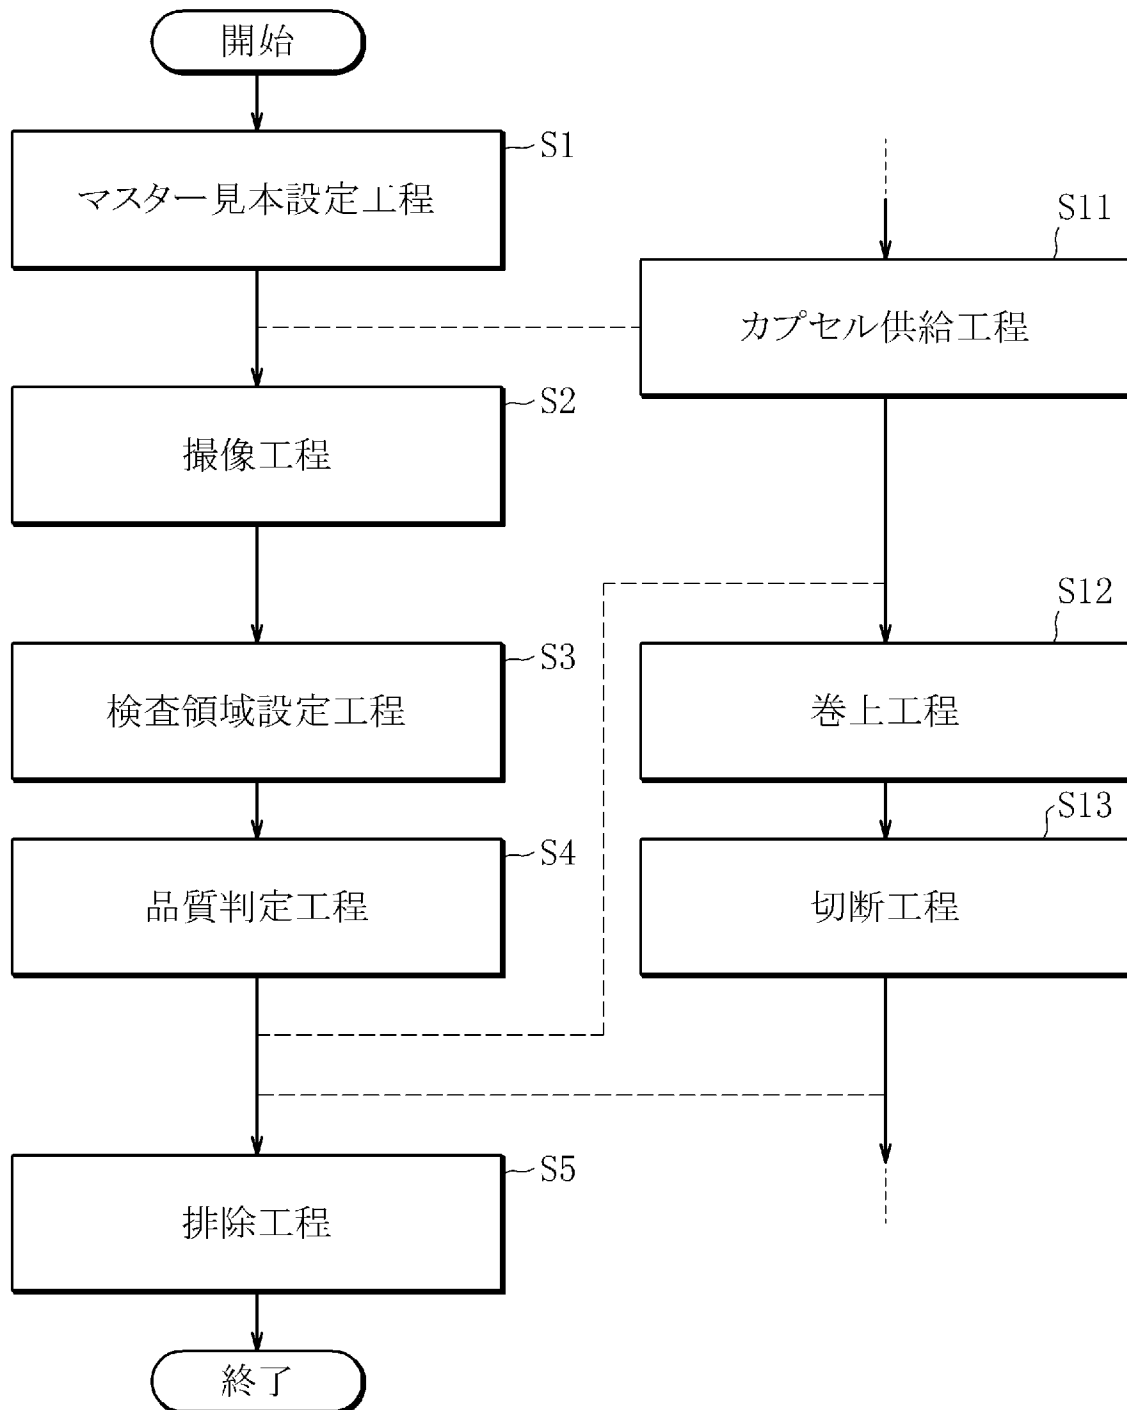 開始
S1
マスター見本設定工程
S11
カプセル供給工程
S2
撮像工程
S12
S3
検査領域設定工程
巻上工程
S13
S4
品質判定工程
切断工程
S5
排除工程
終了